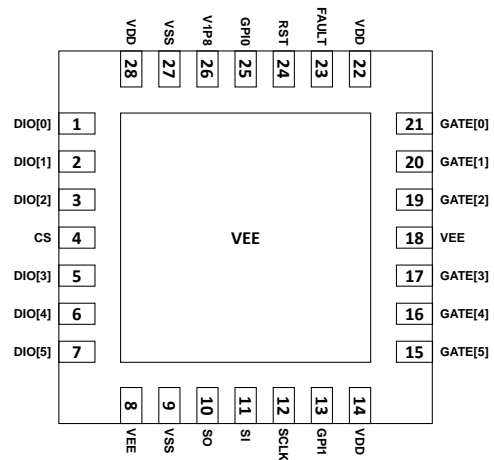 VDD VSS V1P8 GPI0 RST FAULT VDD
28 27 26 25 24 23 22
DIO[0] 1 21 GATE[0]
DIO[1] 2 20 GATE[1]
DIO[2] 3 19 GATE[2]
CS 4 VEE 18 VEE
DIO[3] 5 17 GATE[3]
DIO[4] 6 16 GATE[4]
DIO[5] 7 15 GATE[5]
8 9 10 11 12 13 14
VEE VSS SO SI SCLK GPI1 VDD